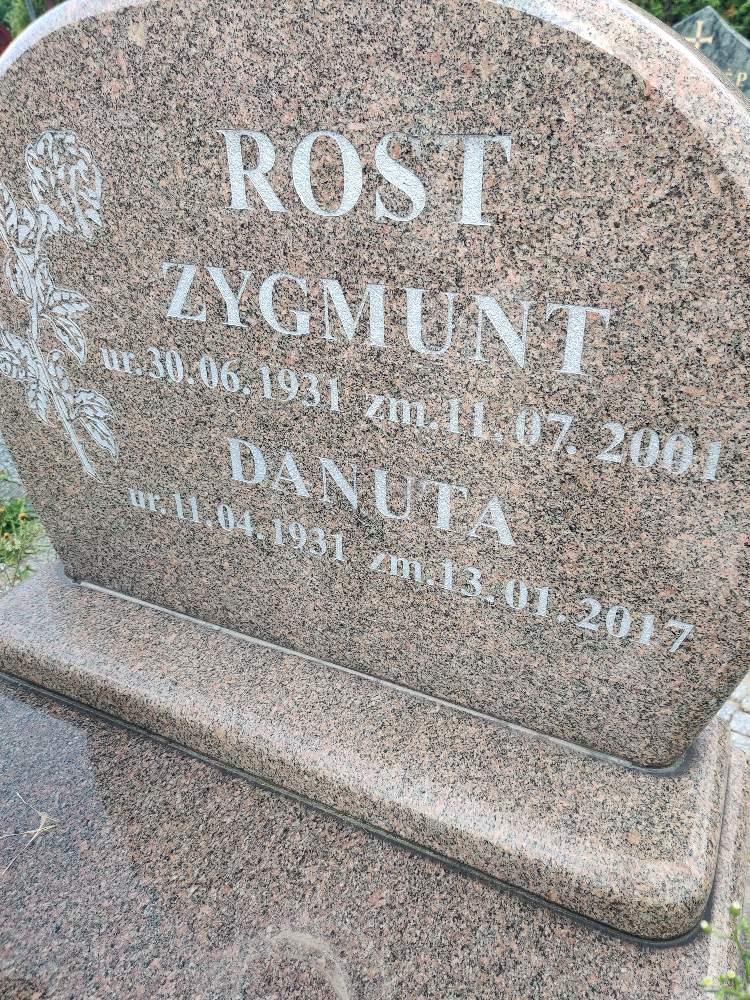 ROST
ZYGMUNT
ur.30.06.1931 zm.11.07.2001
DANUTA
ur.11.04.1931 zm.13.01.2017